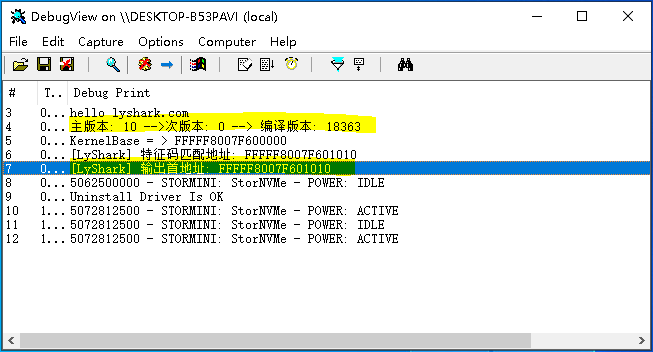 DebugView on \\DESKTOP-B53PAVI (local)
File Edit Capture Options Computer Help
# T.. Debug Print
3 0... hello lyshark.com
4 0... 主版本: 10 -->次版本: 0 --> 编译版本: 18363
5 0... KernelBase = > FFFFF8007F600000
6 0... [LyShark] 特征码匹配地址: FFFFF8007F601010
7 0... [LyShark] 输出首地址: FFFFF8007F601010
8 0... 5062500000 - STORMINI: StorNVMe - POWER: IDLE
9 0... Uninstall Driver Is OK
10 1... 5072812500 - STORMINI: StorNVMe - POWER: ACTIVE
11 1... 5072812500 - STORMINI: StorNVMe - POWER: IDLE
12 1... 5072812500 - STORMINI: StorNVMe - POWER: ACTIVE